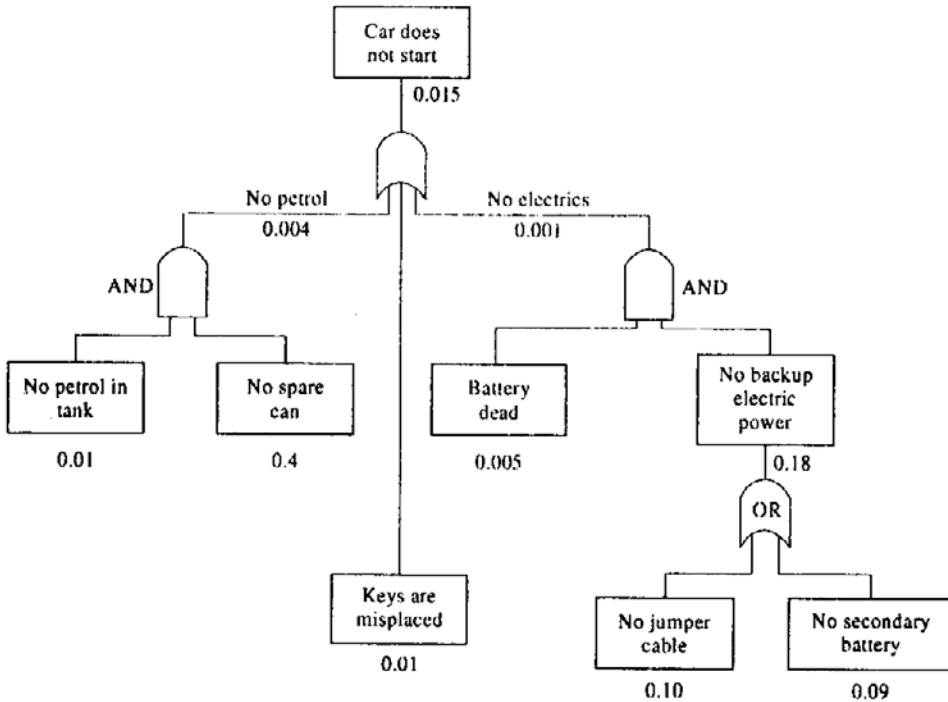 Car does
not start
0.015
No petrol
0.004
No electrics
0.001
AND
AND
No petrol in
tank
0.01
No spare
can
0.4
Battery
dead
0.005
No backup
electric
power
0.18
OR
Keys are
misplaced
0.01
No jumper
cable
0.10
No secondary
battery
0.09